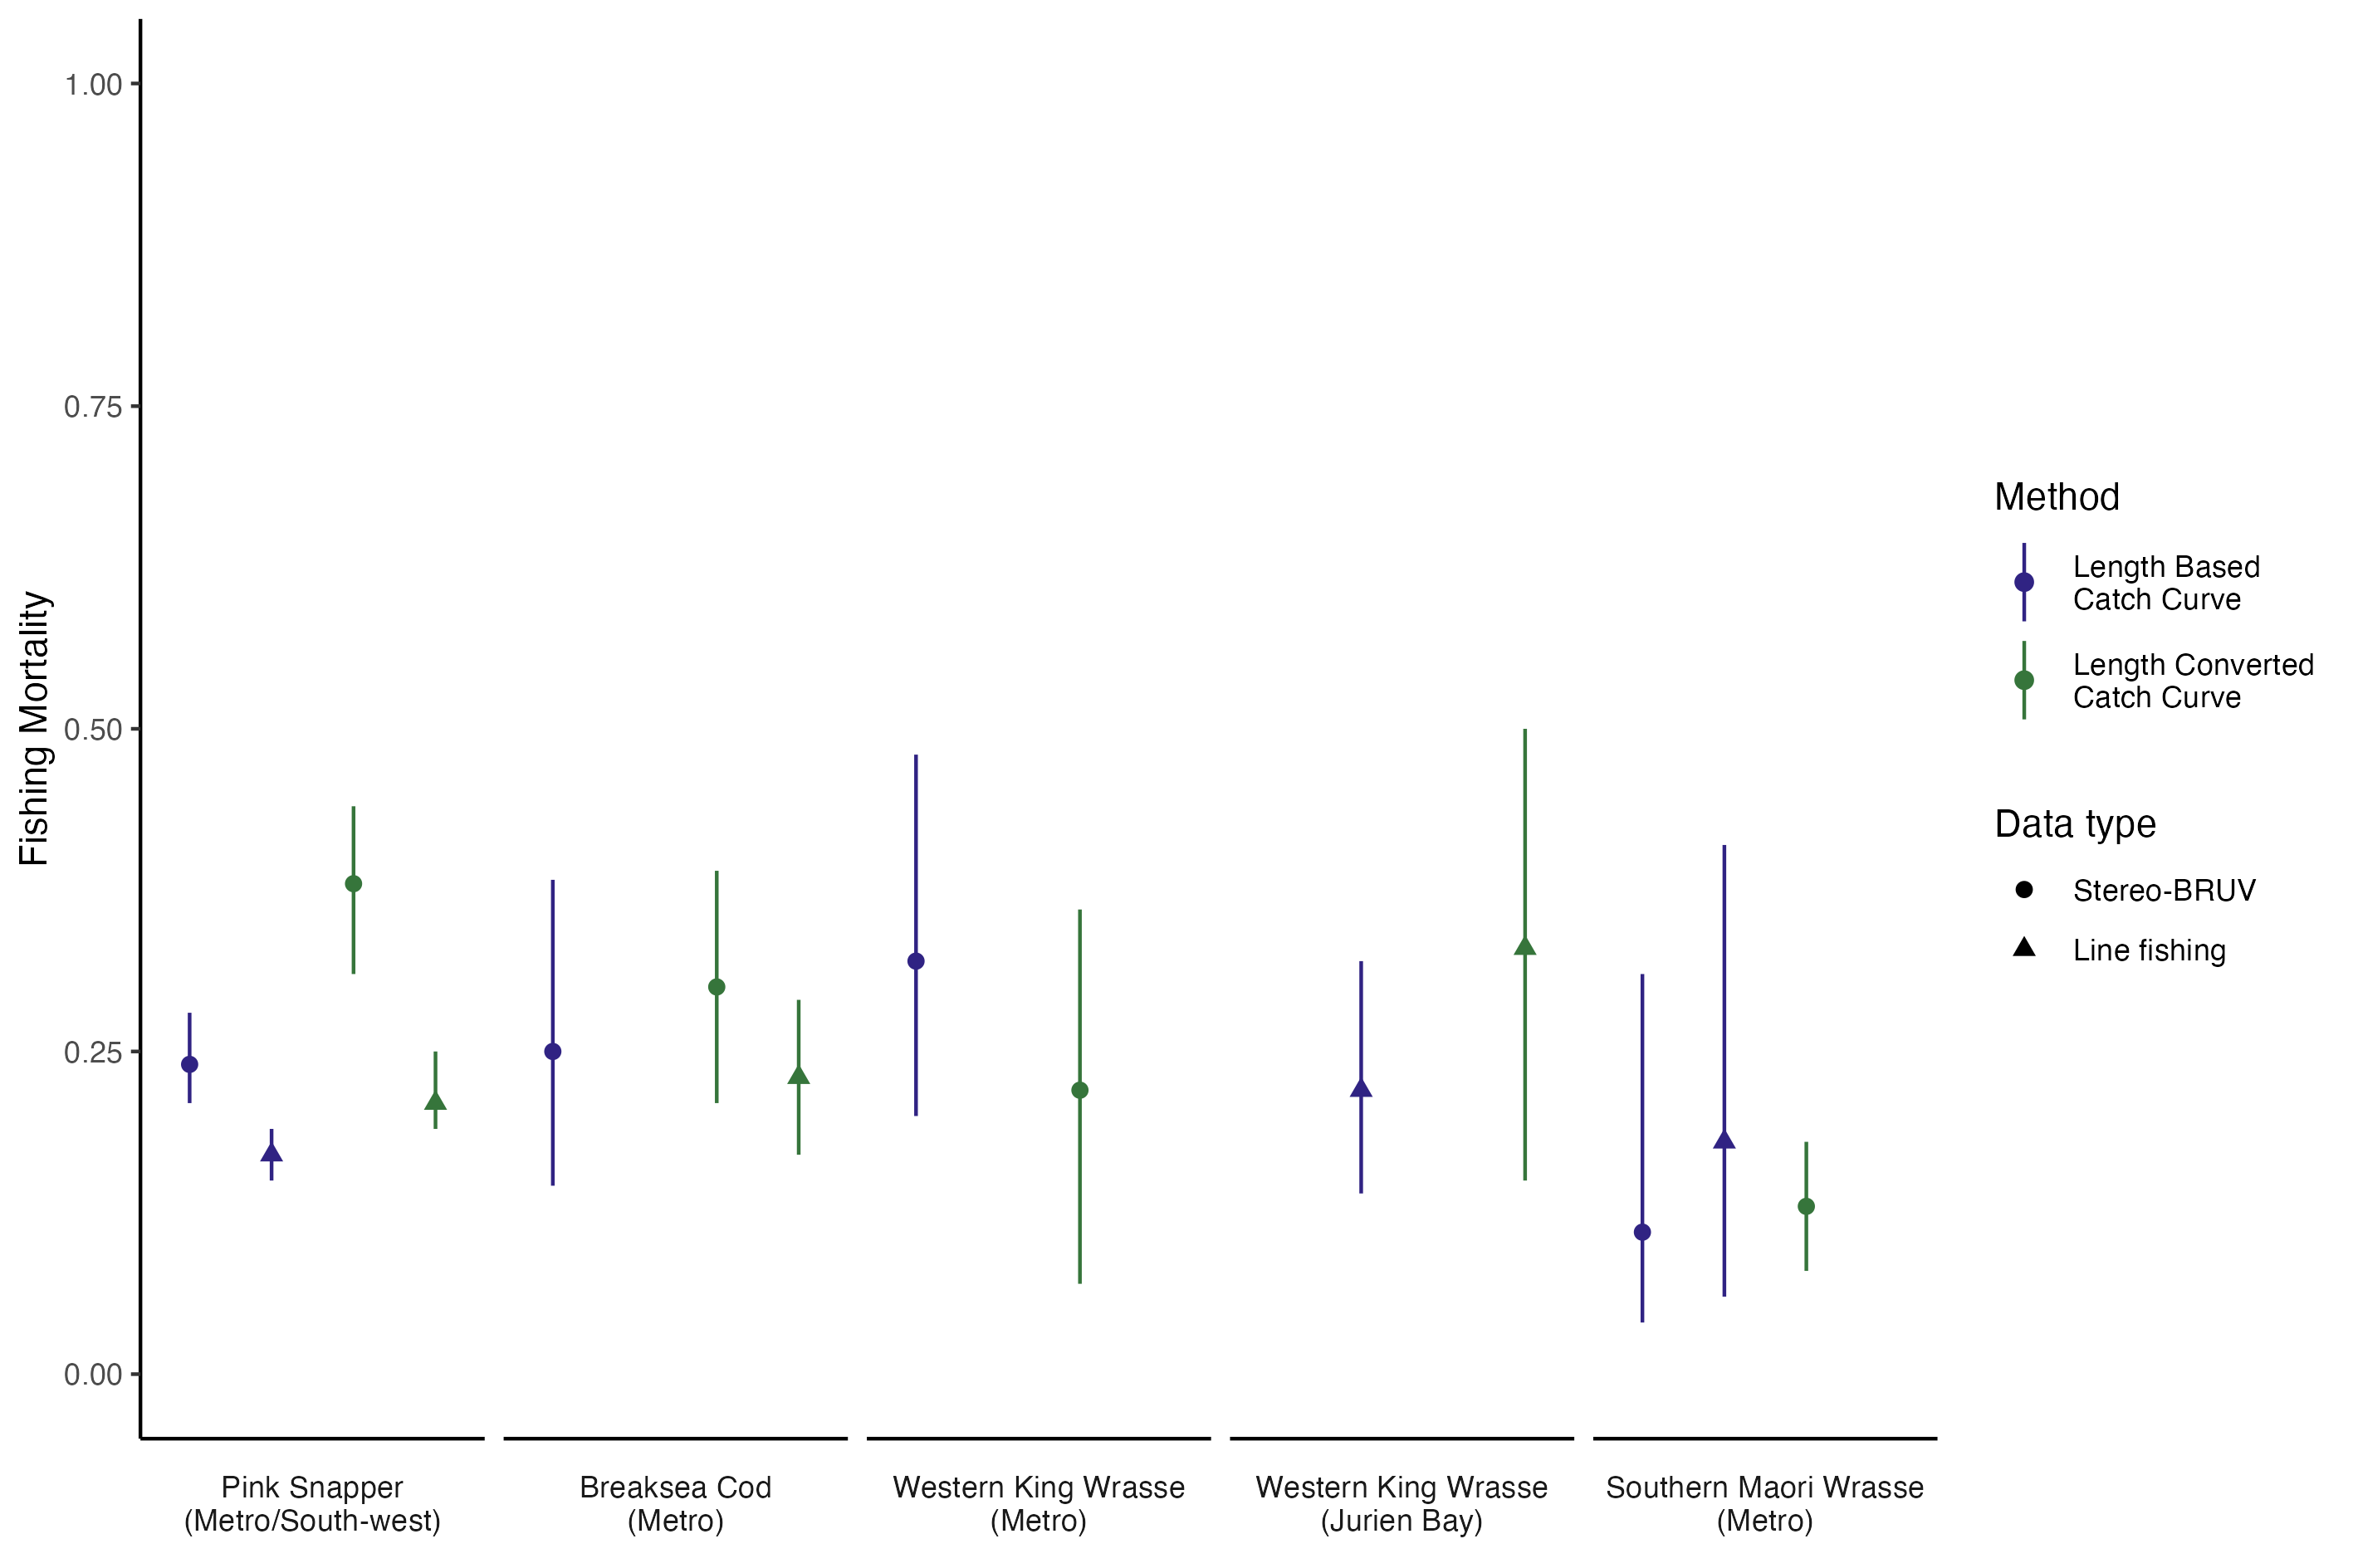 Fishing Mortality
1.00
0.75
0.50
0.25
0.00
Pink Snapper
(Metro/South-west)
Breaksea Cod
(Metro)
Western King Wrasse
(Metro)
Western King Wrasse
(Jurien Bay)
Southern Maori Wrasse
(Metro)
Method
Length Based
Catch Curve
Length Converted
Catch Curve
Data type
Stereo-BRUV
Line fishing